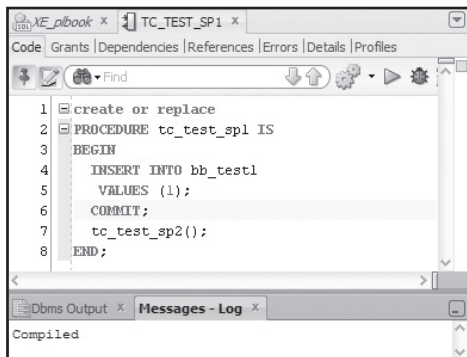 XE_plbook x TC_TEST_SP1 x
Code Grants |Dependencies |References |Errors |Details |Profiles
Find
1 create or replace
2 PROCEDURE tc_test_sp1 IS
3 BEGIN
4 INSERT INTO bb_test1
5 VALUES (1);
6 COMMIT;
7 tc_test_sp2();
8 END;
Dbms Output x Messages - Log x
Compiled